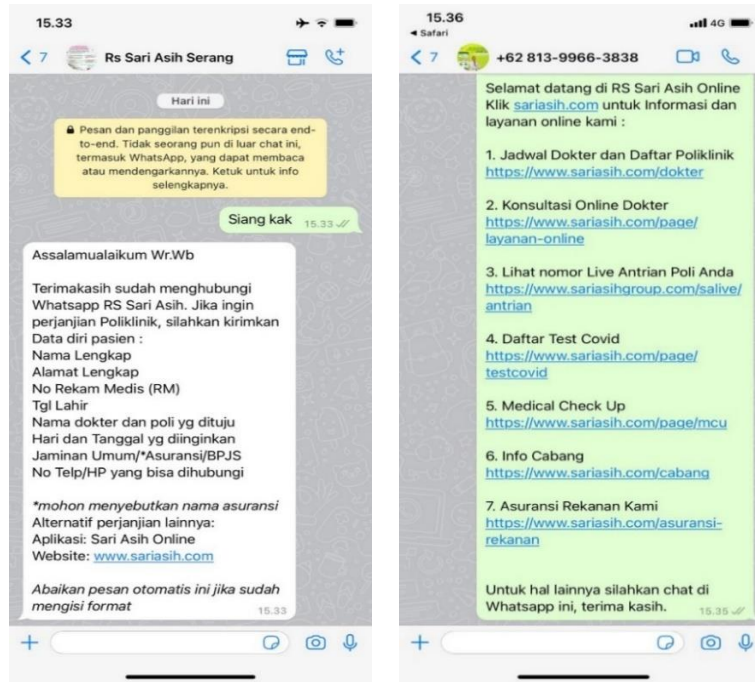 15.33
7 Rs Sari Asih Serang
Hari ini
Pesan dan panggilan terenkripsi secara end-
to-end. Tidak seorang pun di luar chat ini,
termasuk WhatsApp, yang dapat membaca
atau mendengarkannya. Ketuk untuk info
selengkapnya.
Siang kak 15.33
Assalamualaikum Wr.Wb
Terimakasih sudah menghubungi
Whatsapp RS Sari Asih. Jika ingin
perjanjian Poliklinik, silahkan kirimkan
Data diri pasien :
Nama Lengkap
Alamat Lengkap
No Rekam Medis (RM)
Tgl Lahir
Nama dokter dan poli yg dituju
Hari dan Tanggal yg diinginkan
Jaminan Umum/*Asuransi/BPJS
No Telp/HP yang bisa dihubungi
*mohon menyebutkan nama asuransi
Alternatif perjanjian lainnya:
Aplikasi: Sari Asih Online
Website: www.sariasih.com
Abaikan pesan otomatis ini jika sudah
mengisi format 15.33
15.36 4G
Safari
7 +62 813-9966-3838
Selamat datang di RS Sari Asih Online
Klik sariasih.com untuk Informasi dan
layanan online kami :
1. Jadwal Dokter dan Daftar Poliklinik
https://www.sariasih.com/dokter
2. Konsultasi Online Dokter
https://www.sariasih.com/page/
layanan-online
3. Lihat nomor Live Antrian Poli Anda
https://www.sariasihgroup.com/salive/
antrian
4. Daftar Test Covid
https://www.sariasih.com/page/
testcovid
5. Medical Check Up
https://www.sariasih.com/page/mcu
6. Info Cabang
https://www.sariasih.com/cabang
7. Asuransi Rekanan Kami
https://www.sariasih.com/asuransi-
rekanan
Untuk hal lainnya silahkan chat di
Whatsapp ini, terima kasih. 15.35